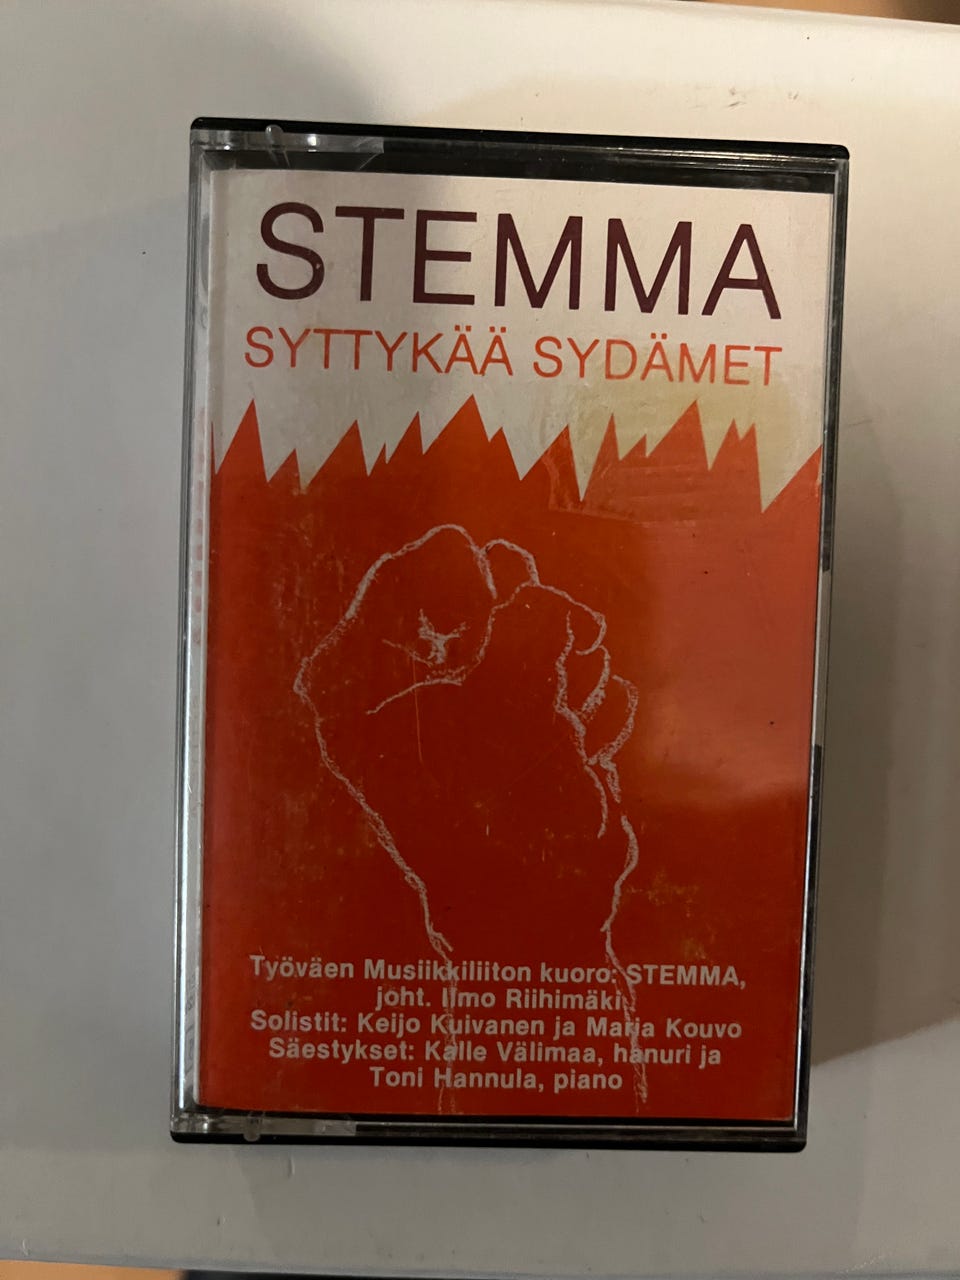 STEMMA
SYTTYKÄÄ SYDÄMET
Työväen Musiikkiliiton kuoro: STEMMA,
joht. Ilmo Riihimäki
Solistit: Keijo Kuivanen ja Marja Kouvo
Säestykset: Kalle Välimaa, hanuri ja
Toni Hannula, piano